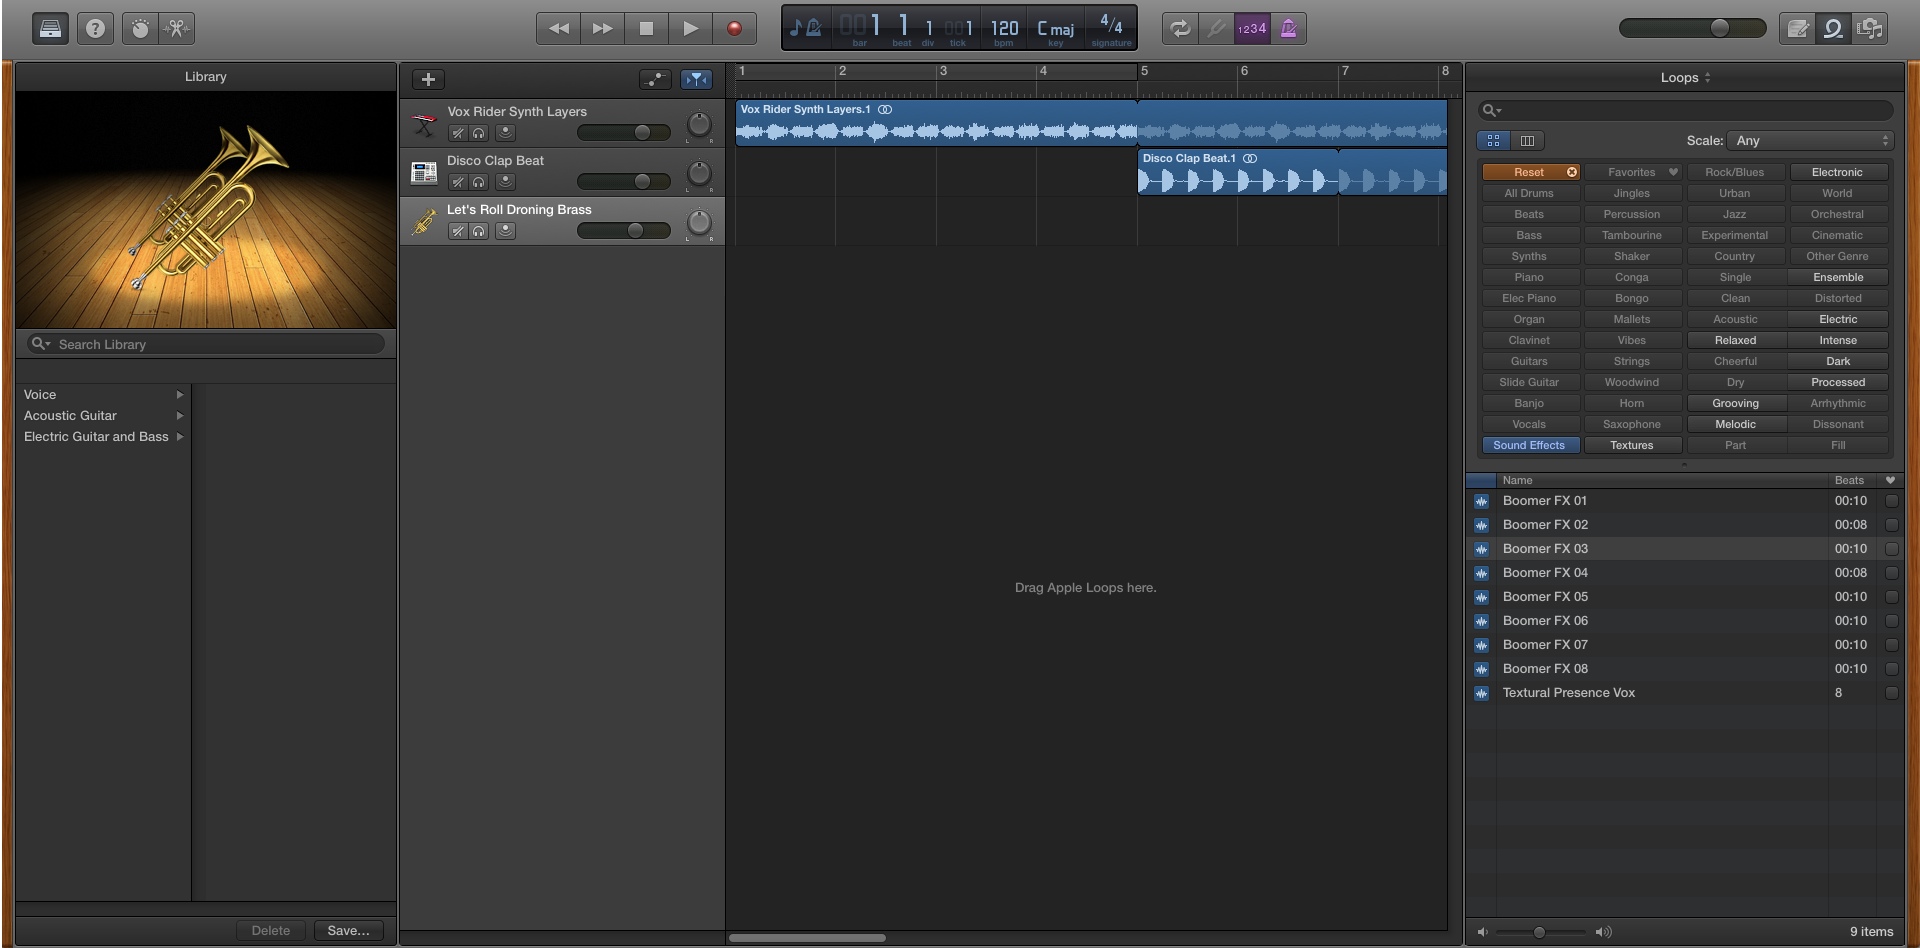 1 1 1 1 120 C maj 4/4 1234
bar beat div tick bpm key signature
Library
Loops
1 2 3 4 5 6 7 8
Vox Rider Synth Layers
L R
Disco Clap Beat
L R
Let's Roll Droning Brass
L R
Vox Rider Synth Layers.1
Disco Clap Beat.1
Drag Apple Loops here.
Search Library
Voice
Acoustic Guitar
Electric Guitar and Bass
Delete Save...
Scale: Any
Reset Favorites Rock/Blues Electronic
All Drums Jingles Urban World
Beats Percussion Jazz Orchestral
Bass Tambourine Experimental Cinematic
Synths Shaker Country Other Genre
Piano Conga Single Ensemble
Elec Piano Bongo Clean Distorted
Organ Mallets Acoustic Electric
Clavinet Vibes Relaxed Intense
Guitars Strings Cheerful Dark
Slide Guitar Woodwind Dry Processed
Banjo Horn Grooving Arrhythmic
Vocals Saxophone Melodic Dissonant
Sound Effects Textures Part Fill
Name Beats
Boomer FX 01 00:10
Boomer FX 02 00:08
Boomer FX 03 00:10
Boomer FX 04 00:08
Boomer FX 05 00:10
Boomer FX 06 00:10
Boomer FX 07 00:10
Boomer FX 08 00:10
Textural Presence Vox 8
9 items